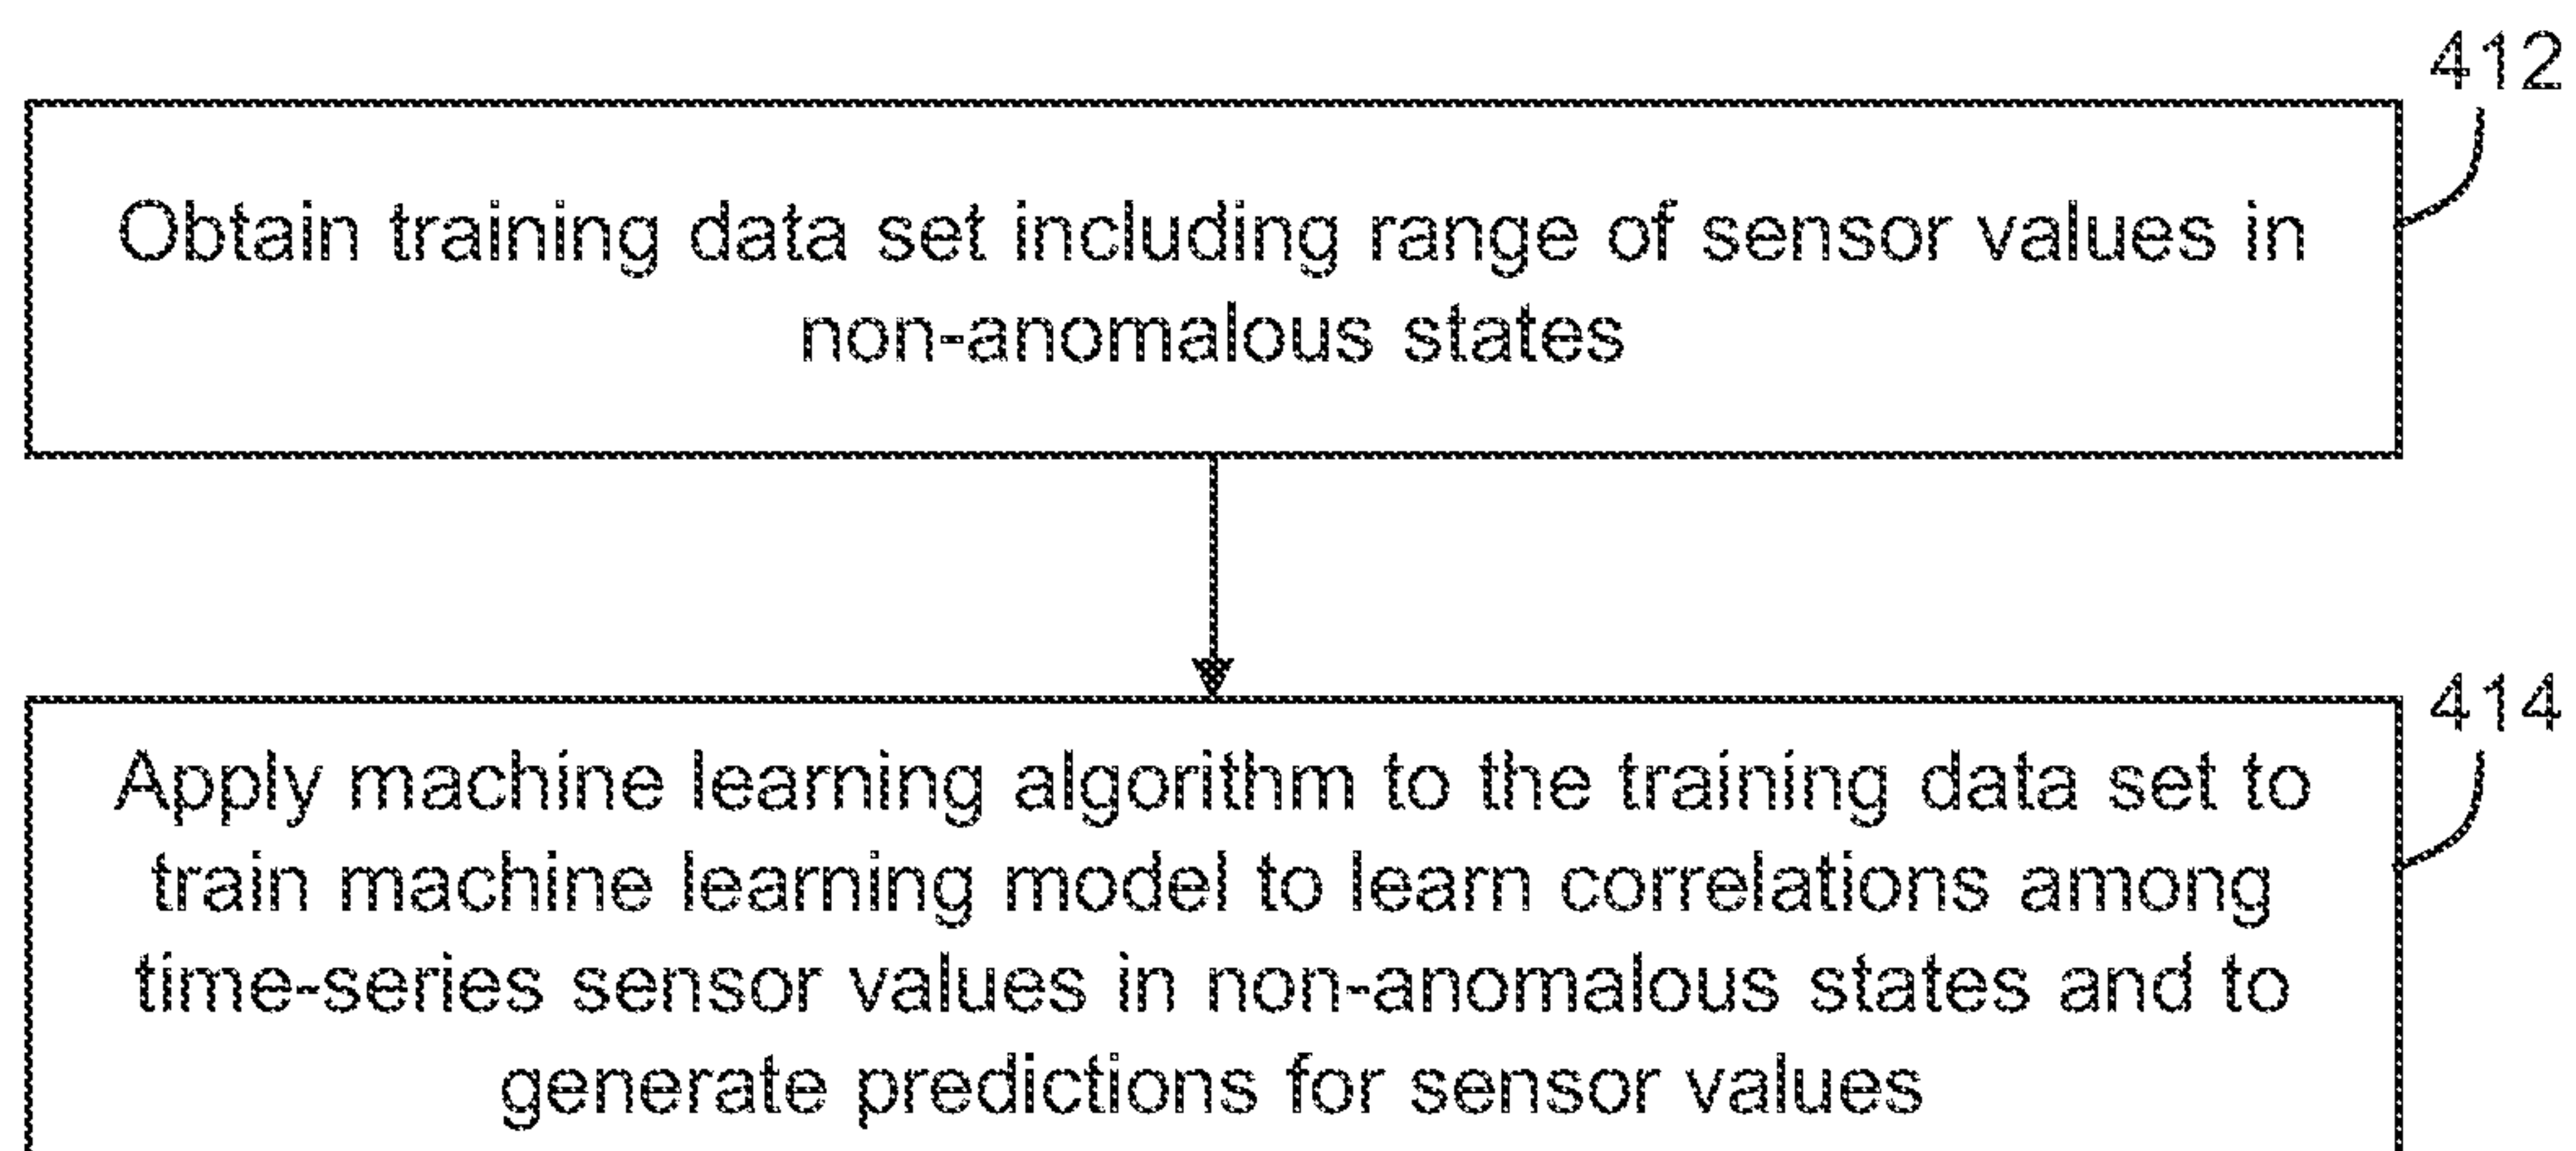 412
Obtain training data set including range of sensor values in
non-anomalous states
414
Apply machine learning algorithm to the training data set to
train machine learning model to learn correlations among
time-series sensor values in non-anomalous states and to
generate predictions for sensor values